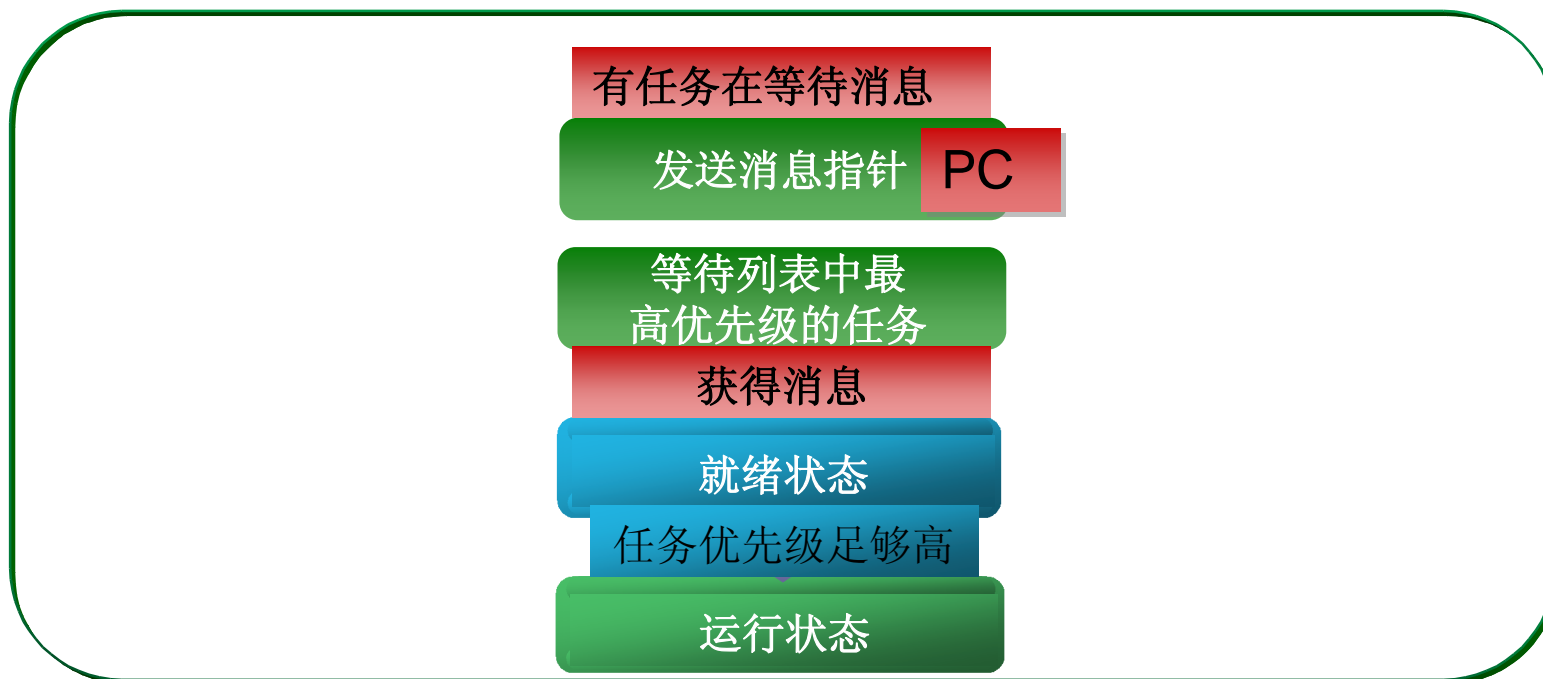 有任务在等待消息
发送消息指针
PC
等待列表中最
高优先级的任务
获得消息
就绪状态
任务优先级足够高
运行状态